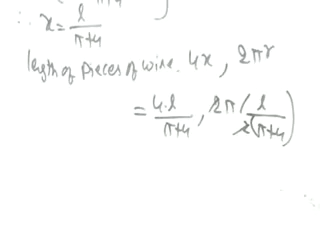 ∴ x = l/(π+4)
length of pieces of wire. 4x, 2πr
= 4.l/(π+4), 2π(l/2(π+4))